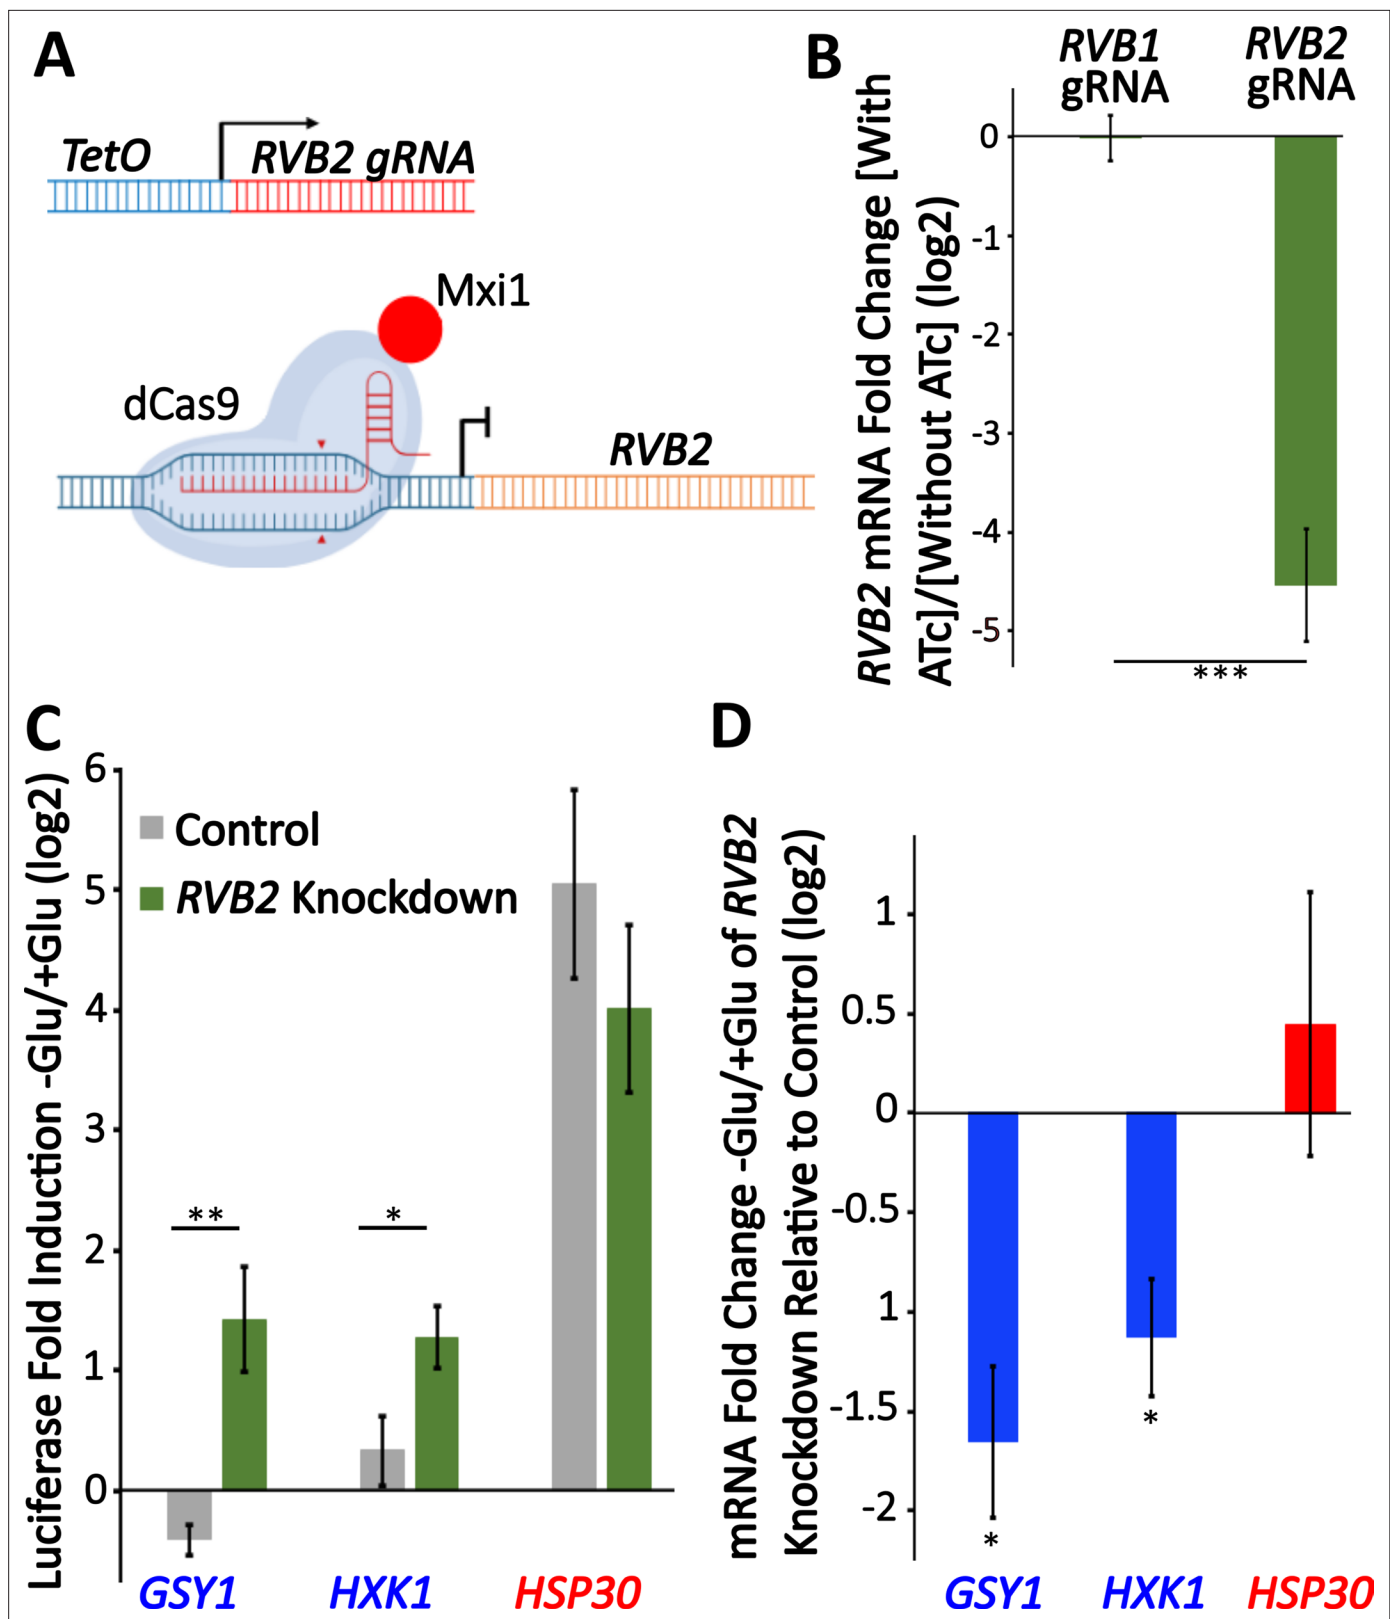 A
TetO
RVB2 gRNA
Mxi1
dCas9
RVB2
B
RVB2 mRNA Fold Change [With
ATc]/[Without ATc] (log2)
RVB1
gRNA
RVB2
gRNA
0
-1
-2
-3
-4
-5
***
C
Luciferase Fold Induction -Glu/+Glu (log2)
6
5
4
3
2
1
0
Control
RVB2 Knockdown
**
*
GSY1
HXK1
HSP30
D
mRNA Fold Change -Glu/+Glu of RVB2
Knockdown Relative to Control (log2)
1
0.5
0
-0.5
1
-1.5
-2
*
*
GSY1
HXK1
HSP30